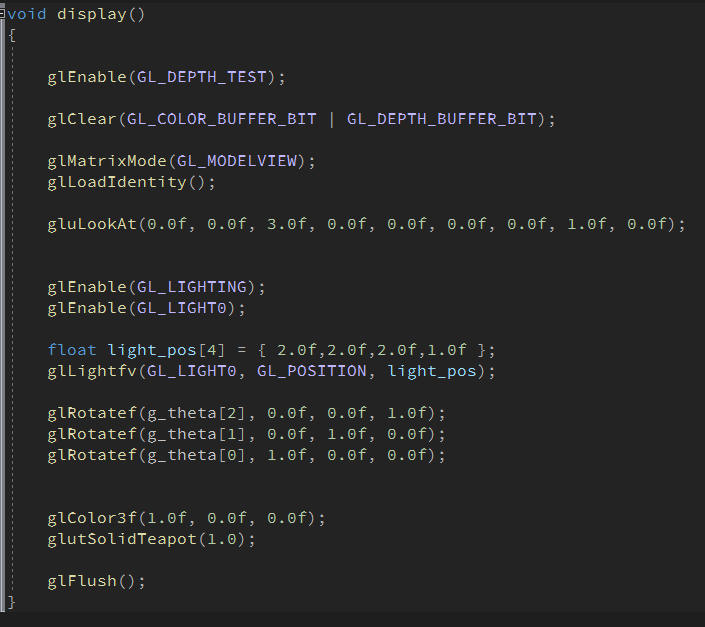 void display()
{
glEnable(GL_DEPTH_TEST);
glClear(GL_COLOR_BUFFER_BIT | GL_DEPTH_BUFFER_BIT);
glMatrixMode(GL_MODELVIEW);
glLoadIdentity();
gluLookAt(0.0f, 0.0f, 3.0f, 0.0f, 0.0f, 0.0f, 0.0f, 1.0f, 0.0f);
glEnable(GL_LIGHTING);
glEnable(GL_LIGHT0);
float light_pos[4] = { 2.0f,2.0f,2.0f,1.0f };
glLightfv(GL_LIGHT0, GL_POSITION, light_pos);
glRotatef(g_theta[2], 0.0f, 0.0f, 1.0f);
glRotatef(g_theta[1], 0.0f, 1.0f, 0.0f);
glRotatef(g_theta[0], 1.0f, 0.0f, 0.0f);
glColor3f(1.0f, 0.0f, 0.0f);
glutSolidTeapot(1.0);
glFlush();
}